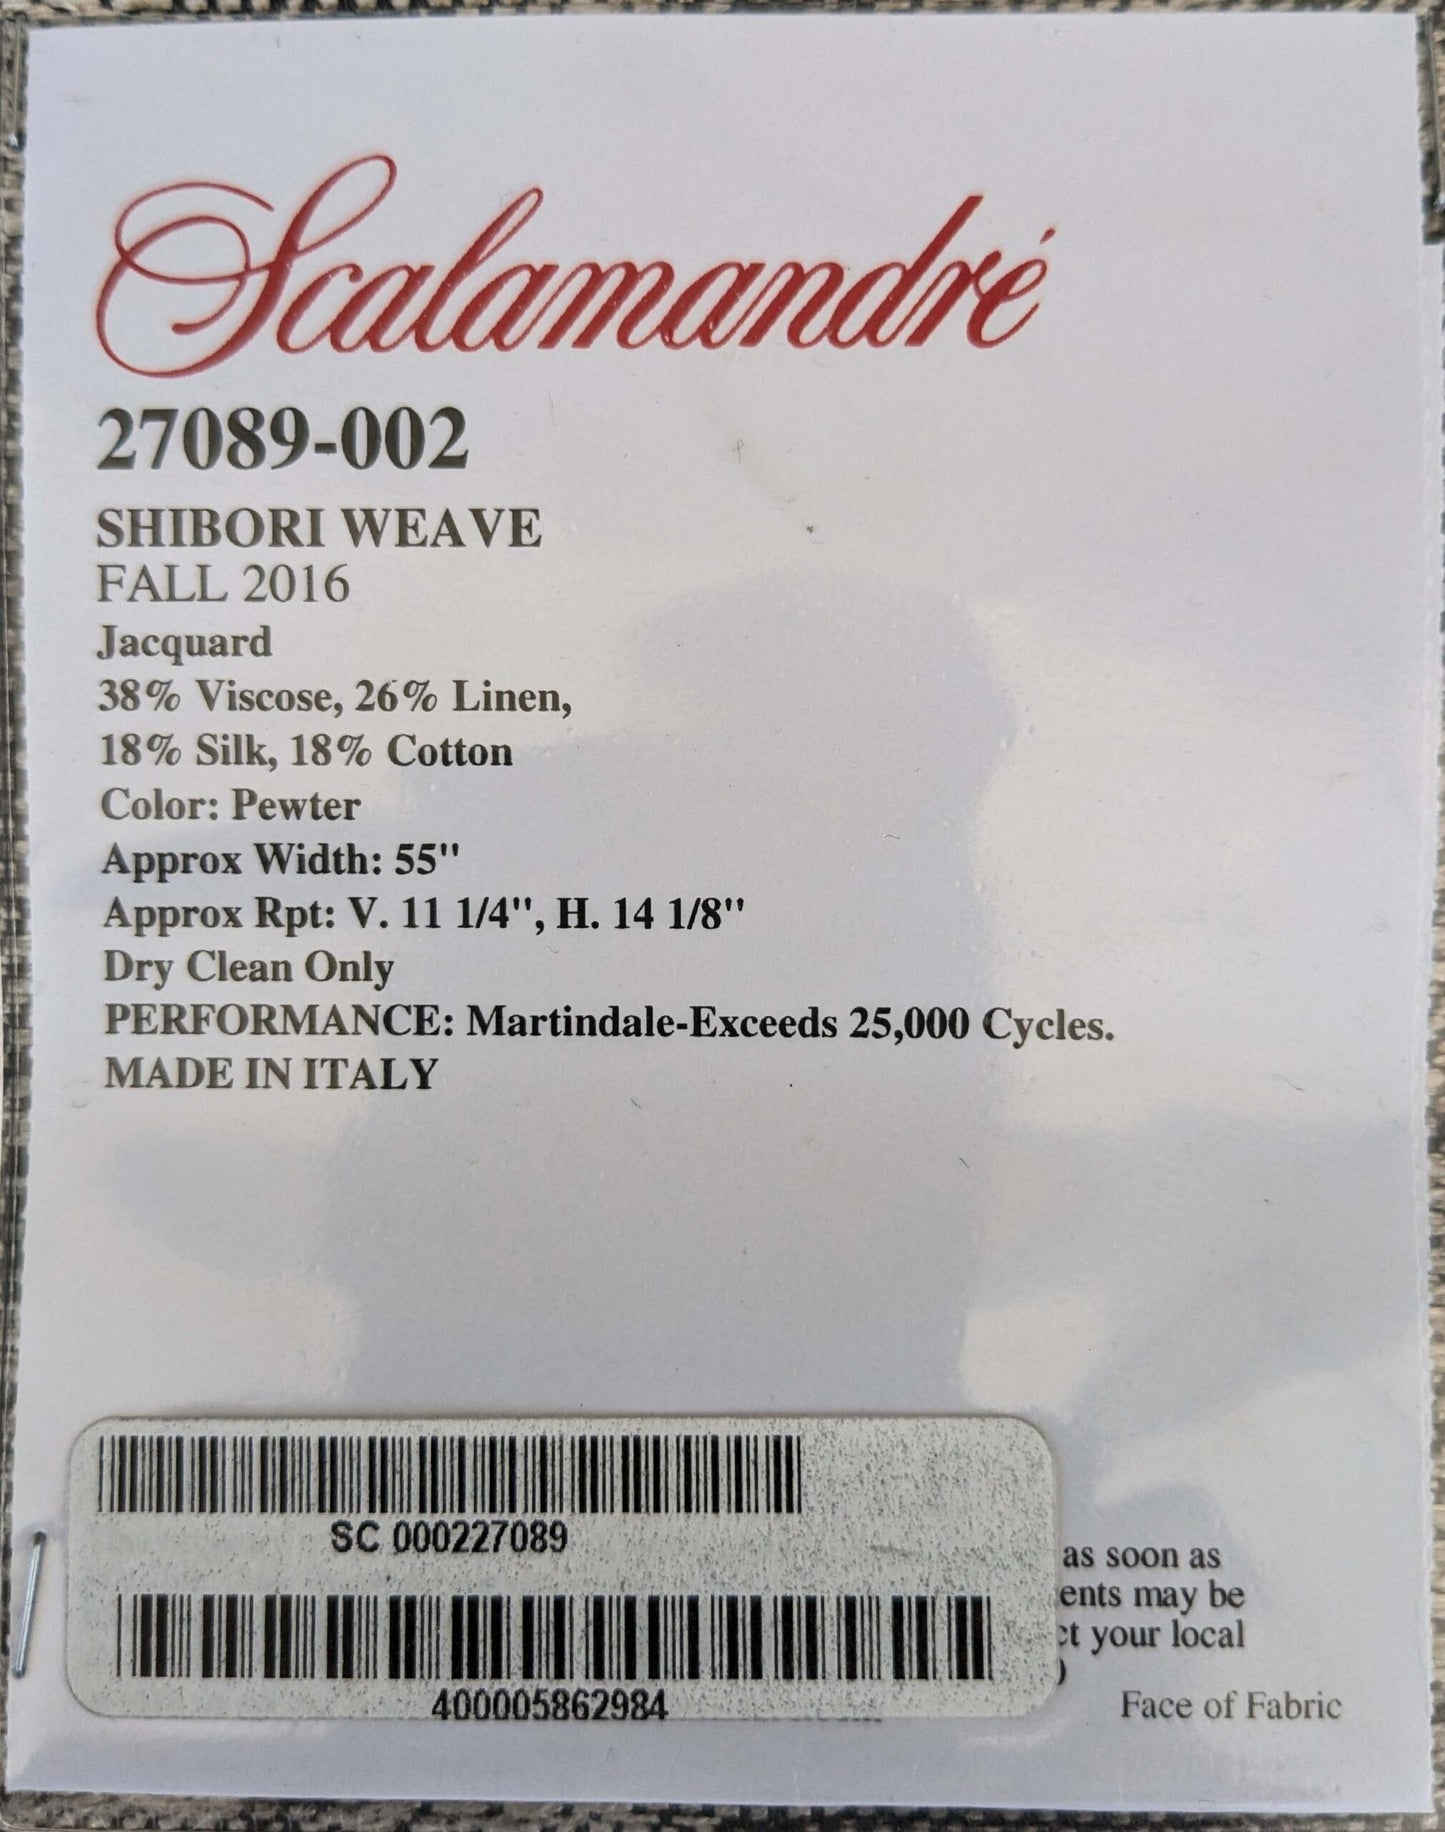 Scalamandré
27089-002
SHIBORI WEAVE
FALL 2016
Jacquard
38% Viscose, 26% Linen,
18% Silk, 18% Cotton
Color: Pewter
Approx Width: 55"
Approx Rpt: V. 11 1/4", H. 14 1/8"
Dry Clean Only
PERFORMANCE: Martindale-Exceeds 25,000 Cycles.
MADE IN ITALY
SC 000227089
as soon as
ents may be
ct your local
)
400005862984
Face of Fabric